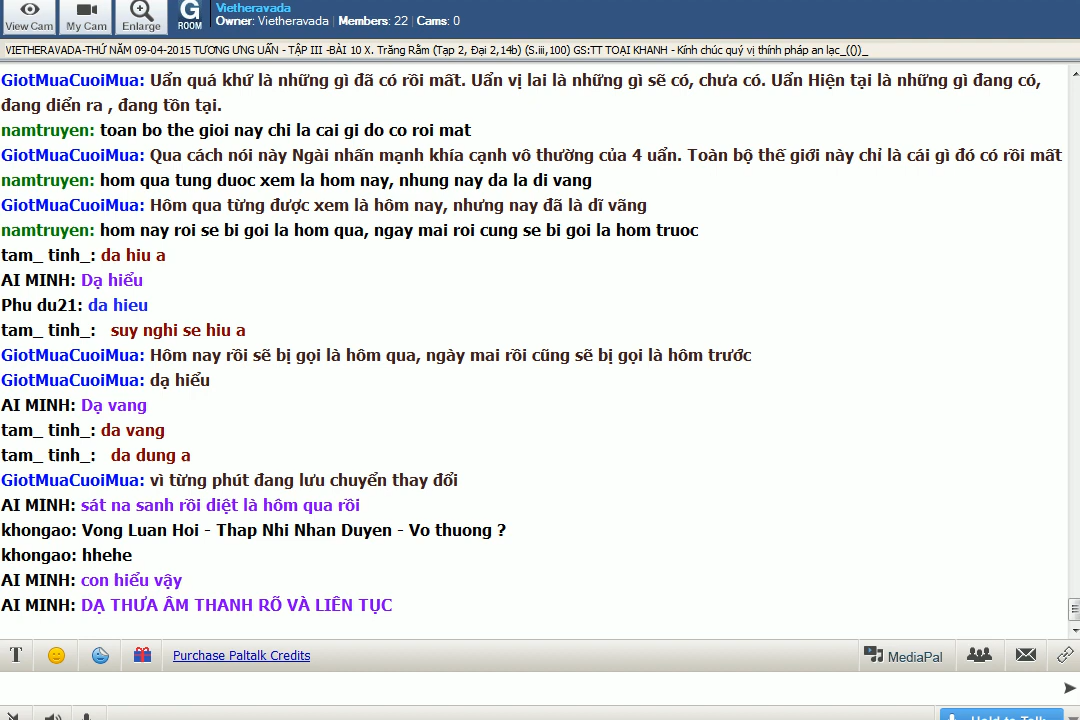 View Cam
My Cam
Enlarge
G
ROOM
Vietheravada
Owner: Vietheravada | Members: 22 | Cams: 0
VIETHERAVADA-THỨ NĂM 09-04-2015 TƯƠNG ƯNG UẨN - TẬP III -BÀI 10 X. Trăng Rằm (Tạp 2, Đại 2,14b) (S.iii,100) GS:TT TOẠI KHANH - Kính chúc quý vị thính pháp an lạc_(())_
GiotMuaCuoiMua: Uẩn quá khứ là những gì đã có rồi mất. Uẩn vị lai là những gì sẽ có, chưa có. Uẩn Hiện tại là những gì đang có,
đang diển ra , đang tồn tại.
namtruyen: toan bo the gioi nay chi la cai gi do co roi mat
GiotMuaCuoiMua: Qua cách nói này Ngài nhấn mạnh khía cạnh vô thường của 4 uẩn. Toàn bộ thế giới này chỉ là cái gì đó có rồi mất
namtruyen: hom qua tung duoc xem la hom nay, nhung nay da la di vang
GiotMuaCuoiMua: Hôm qua từng được xem là hôm nay, nhưng nay đã là dĩ vãng
namtruyen: hom nay roi se bi goi la hom qua, ngay mai roi cung se bi goi la hom truoc
tam_ tinh_: da hiu a
AI MINH: Dạ hiểu
Phu du21: da hieu
tam_ tinh_: suy nghi se hiu a
GiotMuaCuoiMua: Hôm nay rồi sẽ bị gọi là hôm qua, ngày mai rồi cũng sẽ bị gọi là hôm trước
GiotMuaCuoiMua: dạ hiểu
AI MINH: Dạ vang
tam_ tinh_: da vang
tam_ tinh_: da dung a
GiotMuaCuoiMua: vì từng phút đang lưu chuyển thay đổi
AI MINH: sát na sanh rồi diệt là hôm qua rồi
khongao: Vong Luan Hoi - Thap Nhi Nhan Duyen - Vo thuong ?
khongao: hhehe
AI MINH: con hiểu vậy
AI MINH: DẠ THƯA ÂM THANH RÕ VÀ LIÊN TỤC
T
Purchase Paltalk Credits
MediaPal
Hold to Talk